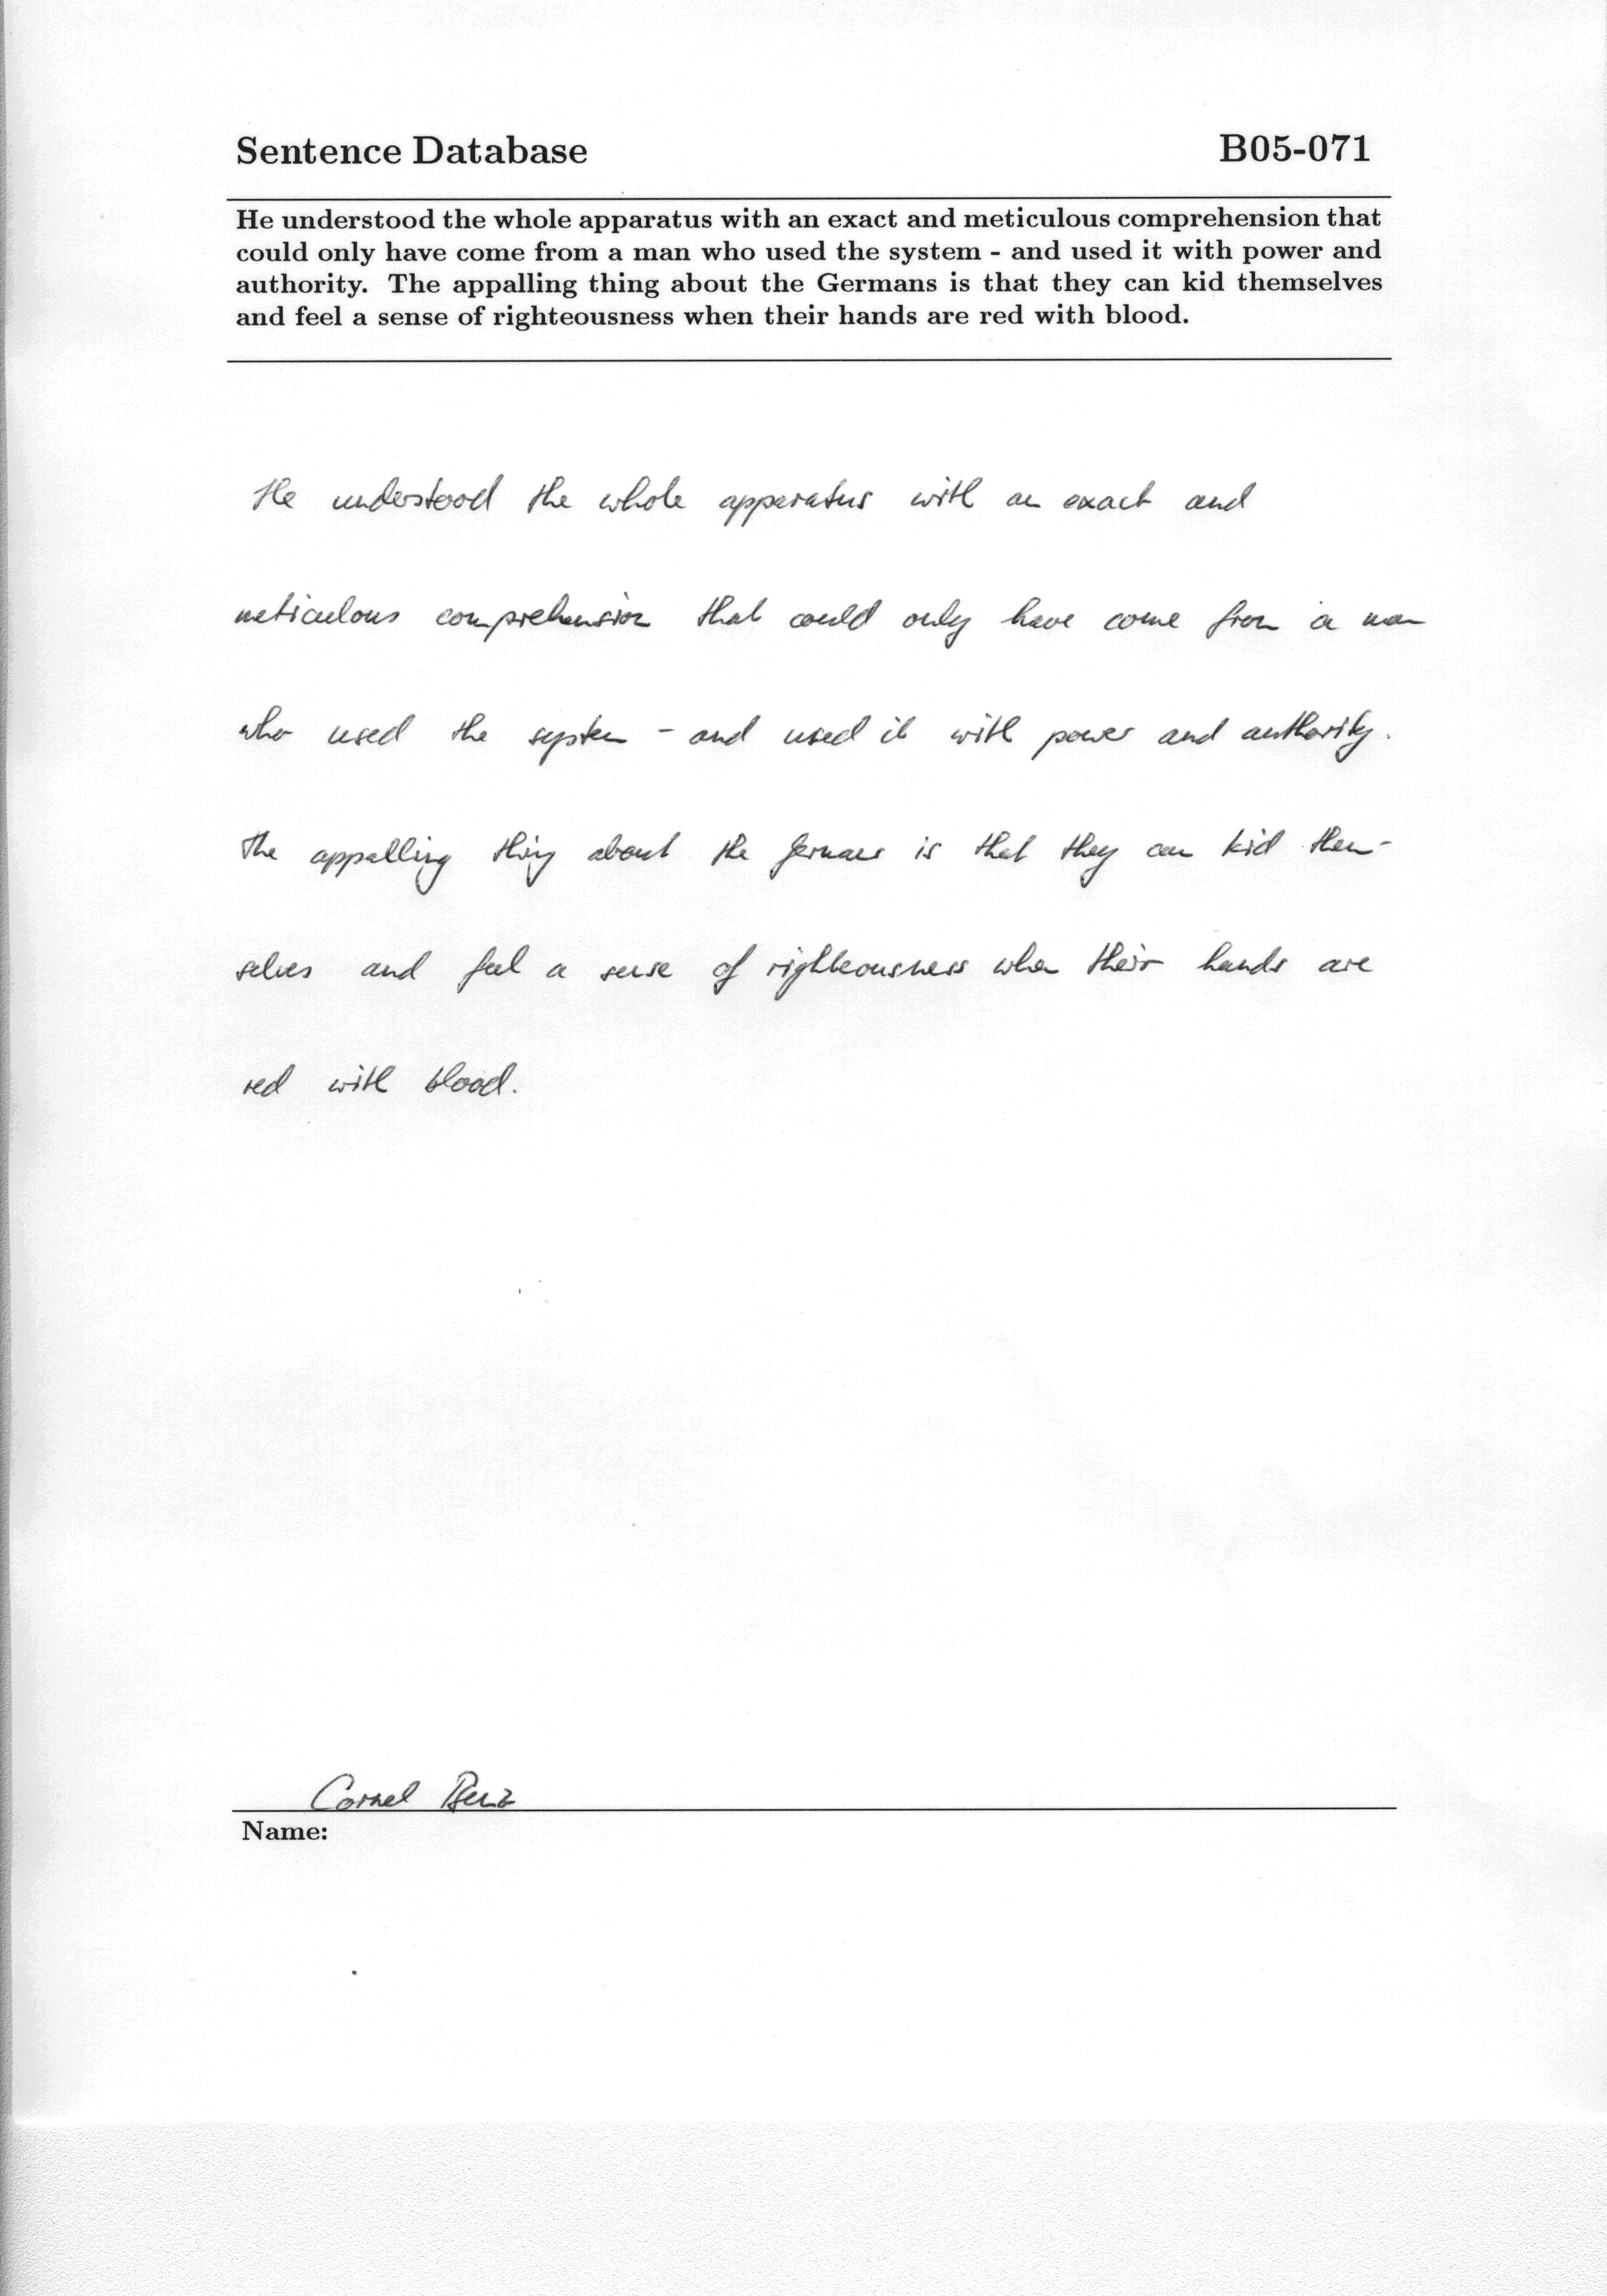 Sentence Database B05-071
He understood the whole apparatus with an exact and meticulous comprehension that
could only have come from a man who used the system - and used it with power and
authority. The appalling thing about the Germans is that they can kid themselves
and feel a sense of righteousness when their hands are red with blood.
He understood the whole apparatus with an exact and
meticulous comprehension that could only have come from a man
who used the system - and used it with power and authority.
The appalling thing about the Germans is that they can kid them-
selves and feel a sense of righteousness when their hands are
red with blood.
Cornel
Name: